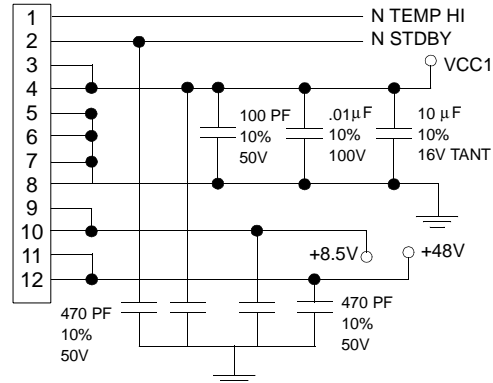 1 N TEMP HI
2 N STDBY
3 VCC1
4
5 100 PF .01µF 10 µF
6 10% 10% 10%
7 50V 100V 16V TANT
8
9
10
11 +8.5V +48V
12
470 PF 470 PF
10% 10%
50V 50V